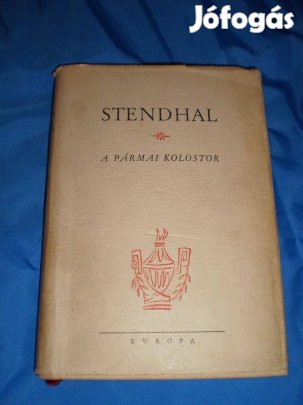 Jófogás
STENDHAL
A PÁRMAI KOLOSTOR
EURÓPA